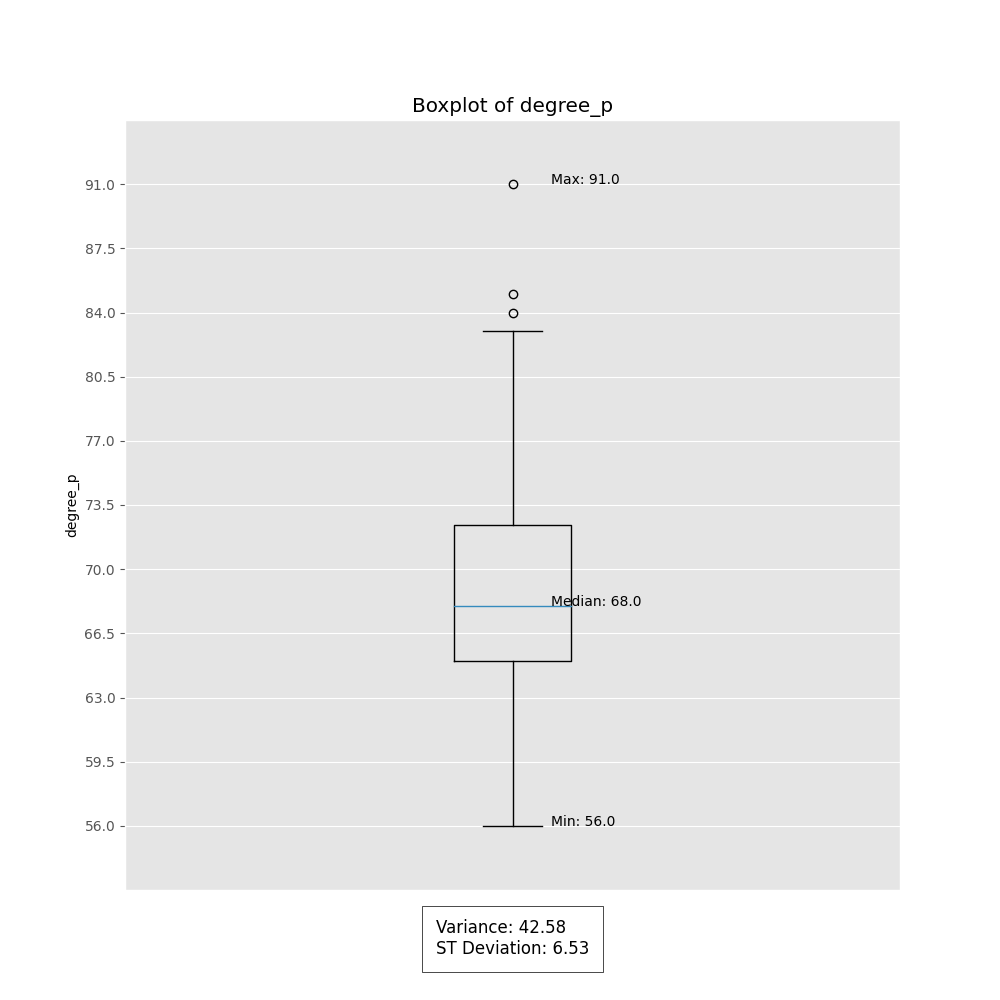 Boxplot of degree_p
91.0
Max: 91.0
87.5
84.0
80.5
77.0
73.5
degree_p
70.0
Median: 68.0
66.5
63.0
59.5
56.0
Min: 56.0
Variance: 42.58
ST Deviation: 6.53